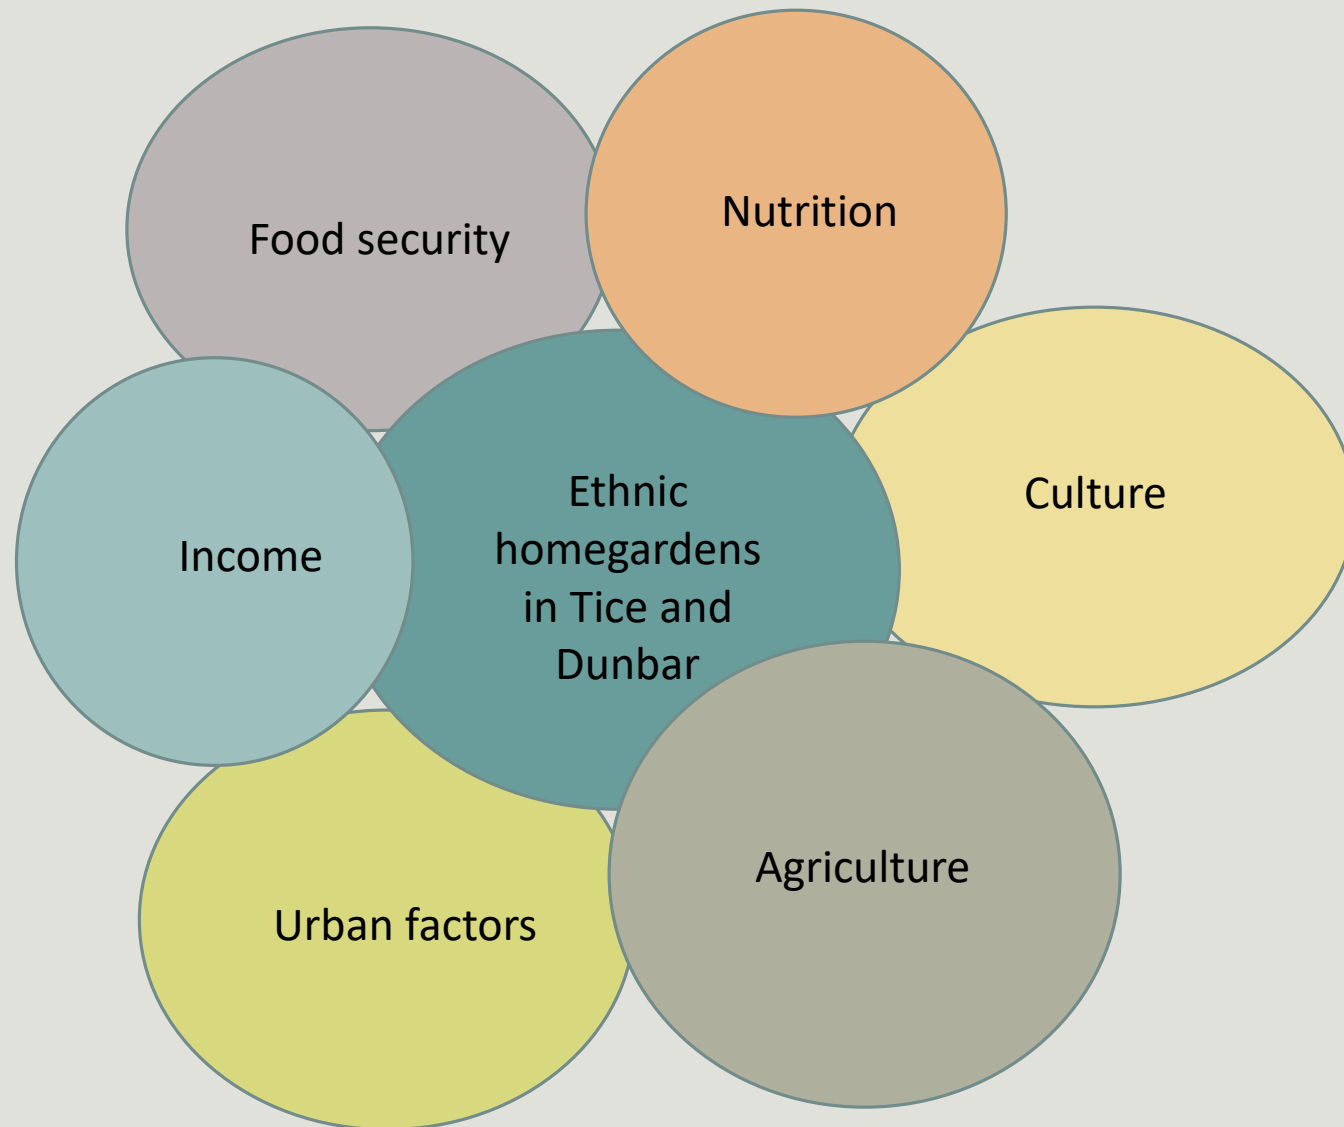 Food security
Nutrition
Culture
Income
Ethnic
homegardens
in Tice and
Dunbar
Agriculture
Urban factors